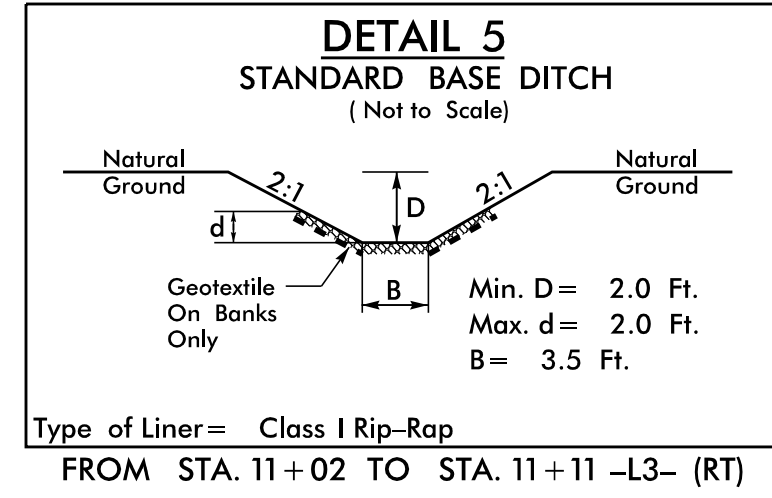 DETAIL 5
STANDARD BASE DITCH
( Not to Scale)
Natural
Ground
2:1
D
2:1
Natural
Ground
d
Geotextile
On Banks
Only
B
Min. D= 2.0 Ft.
Max. d= 2.0 Ft.
B= 3.5 Ft.
Type of Liner= Class I Rip-Rap
FROM STA. 11+02 TO STA. 11+11 -L3- (RT)